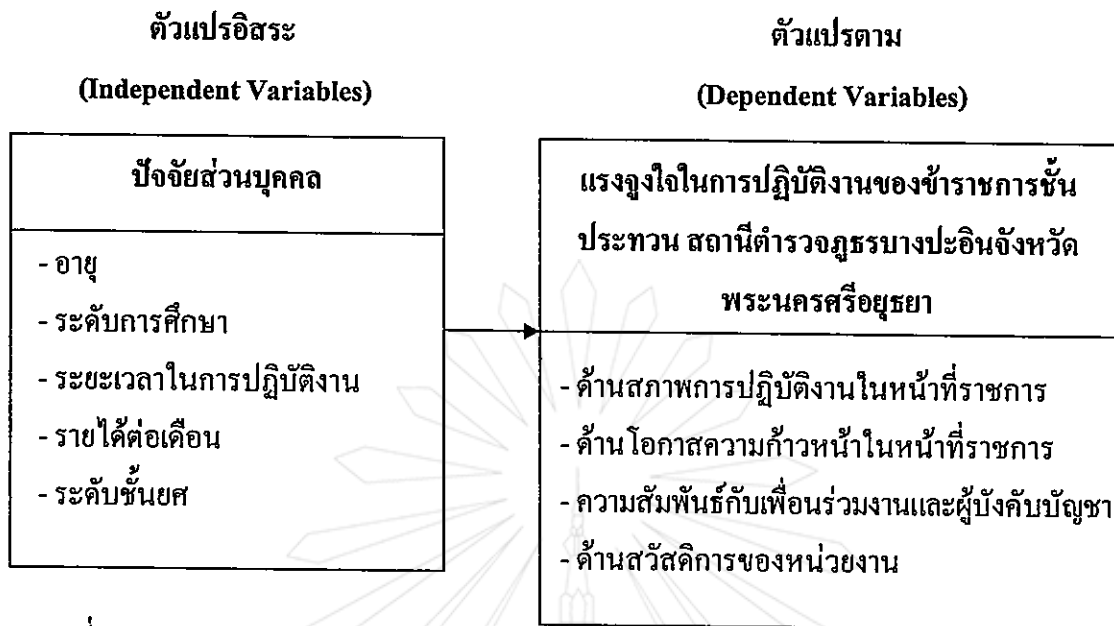 ตัวแปรอิสระ
(Independent Variables)
ปัจจัยส่วนบุคคล
- อายุ
- ระดับการศึกษา
- ระยะเวลาในการปฏิบัติงาน
- รายได้ต่อเดือน
- ระดับชั้นยศ
ตัวแปรตาม
(Dependent Variables)
แรงจูงใจในการปฏิบัติงานของข้าราชการชั้น
ประทวน สถานีตำรวจภูธรบางปะอินจังหวัด
พระนครศรีอยุธยา
- ด้านสภาพการปฏิบัติงานในหน้าที่ราชการ
- ด้านโอกาสความก้าวหน้าในหน้าที่ราชการ
- ความสัมพันธ์กับเพื่อนร่วมงานและผู้บังคับบัญชา
- ด้านสวัสดิการของหน่วยงาน